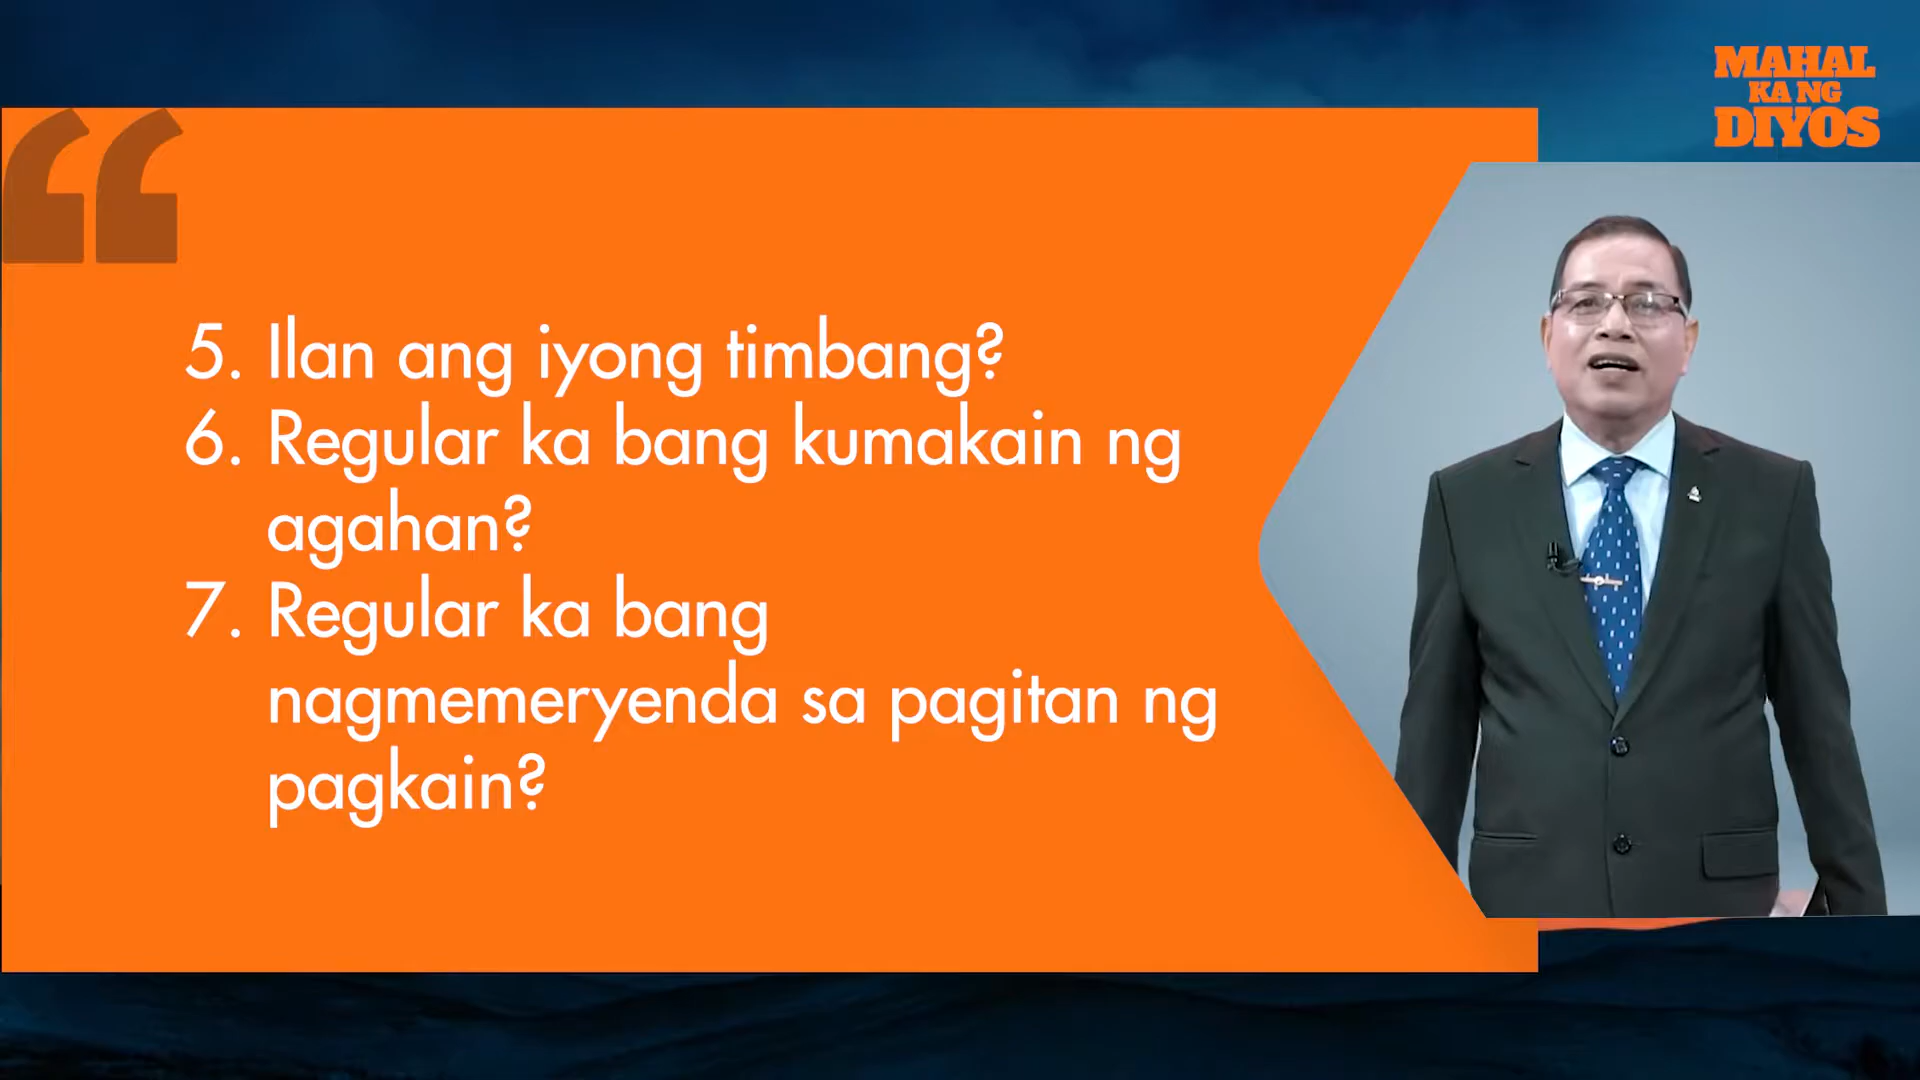 MAHAL
KA NG
DIYOS
5. Ilan ang iyong timbang?
6. Regular ka bang kumakain ng
agahan?
7. Regular ka bang
nagmemeryenda sa pagitan ng
pagkain?